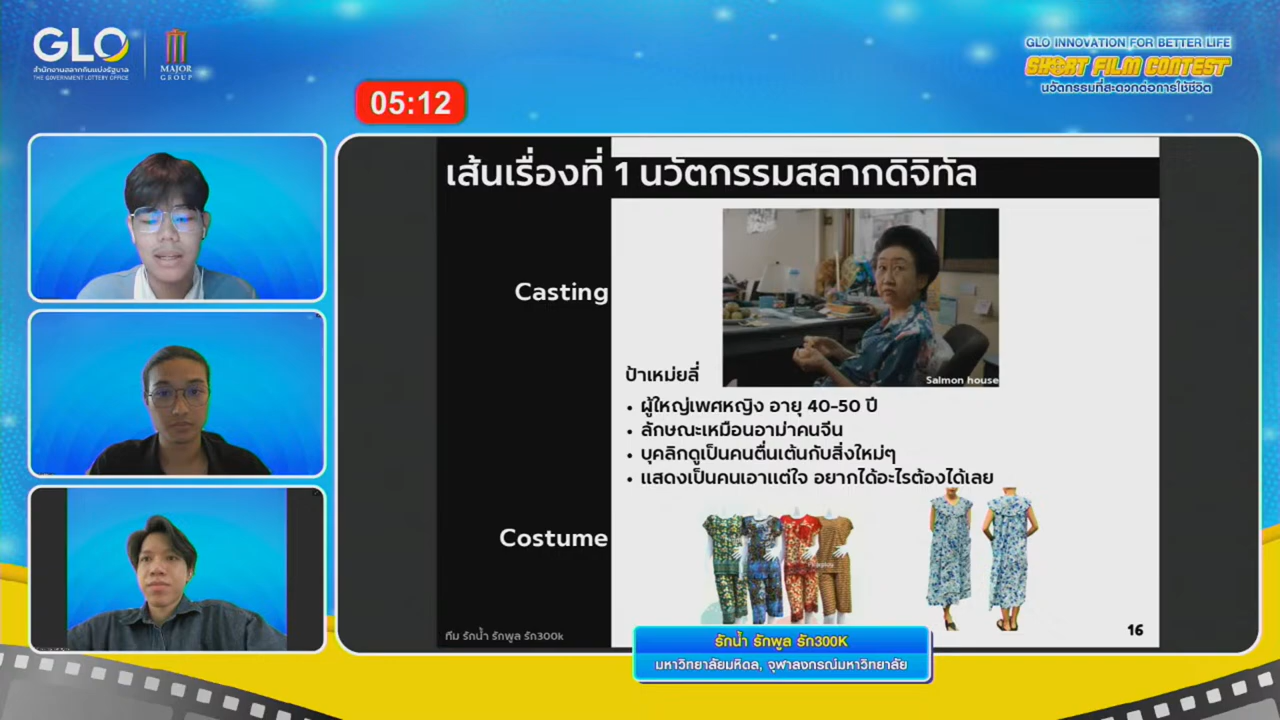 GLO
สำนักงานสลากกินแบ่งรัฐบาล
THE GOVERNMENT LOTTERY OFFICE
MAJOR
GROUP
GLO INNOVATION FOR BETTER LIFE
SHORT FILM CONTEST
นวัตกรรมที่สะดวกต่อการใช้ชีวิต
05:12
เส้นเรื่องที่ 1 นวัตกรรมสลากดิจิทัล
Casting
Salmon house
ป้าเหม่ยลี่
• ผู้ใหญ่เพศหญิง อายุ 40-50 ปี
• ลักษณะเหมือนอาม่าคนจีน
• บุคลิกดูเป็นคนตื่นเต้นกับสิ่งใหม่ๆ
• แสดงเป็นคนเอาแต่ใจ อยากได้อะไรต้องได้เลย
Costume
ทีม รักน้ำ รักพูล รัก300k
16
รักน้ำ รักพูล รัก300K
มหาวิทยาลัยมหิดล, จุฬาลงกรณ์มหาวิทยาลัย